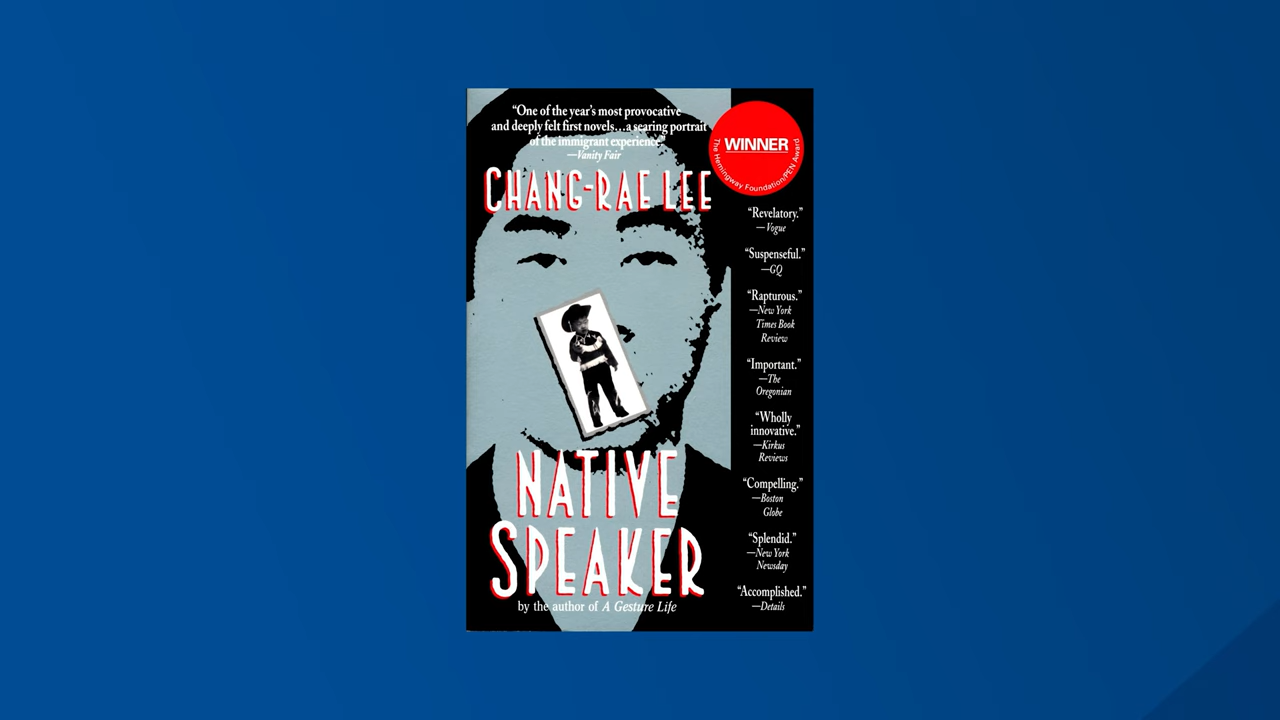 “One of the year’s most provocative
and deeply felt first novels...a searing portrait
of the immigrant experience.”
—Vanity Fair
CHANG-RAE LEE
NATIVE
SPEAKER
by the author of A Gesture Life
WINNER
The Hemingway Foundation/PEN Award
“Revelatory.”
—Vogue
“Suspenseful.”
—GQ
“Rapturous.”
—New York
Times Book
Review
“Important.”
—The
Oregonian
“Wholly
innovative.”
—Kirkus
Reviews
“Compelling.”
—Boston
Globe
“Splendid.”
—New York
Newsday
“Accomplished.”
—Details